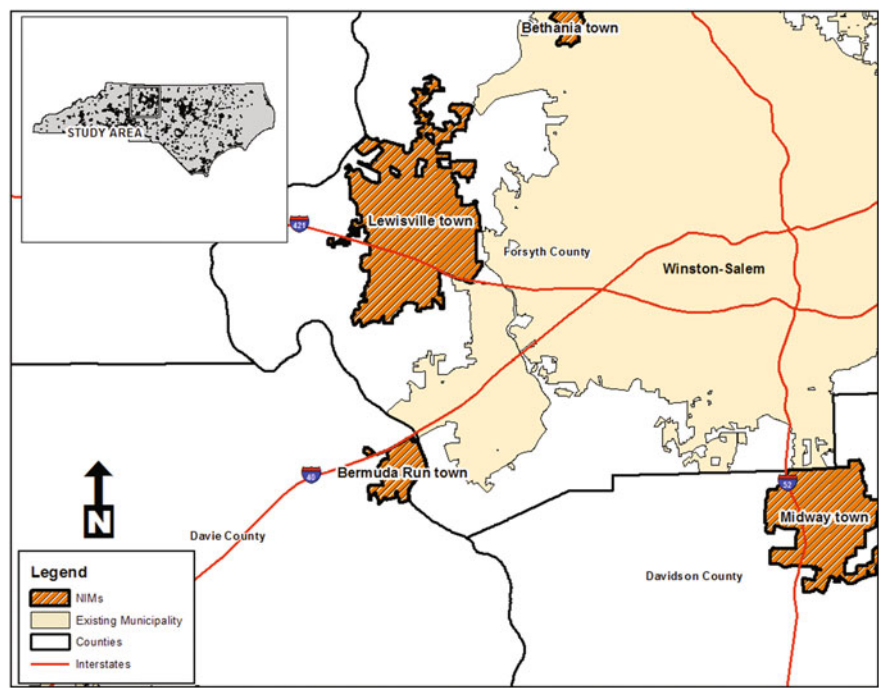 Bethania town
STUDY AREA
Lewisville town
421
Forsyth County
Winston-Salem
Bermuda Run town
40
52
Midway town
N
Davie County
Davidson County
Legend
NIMs
Existing Municipality
Counties
Interstates